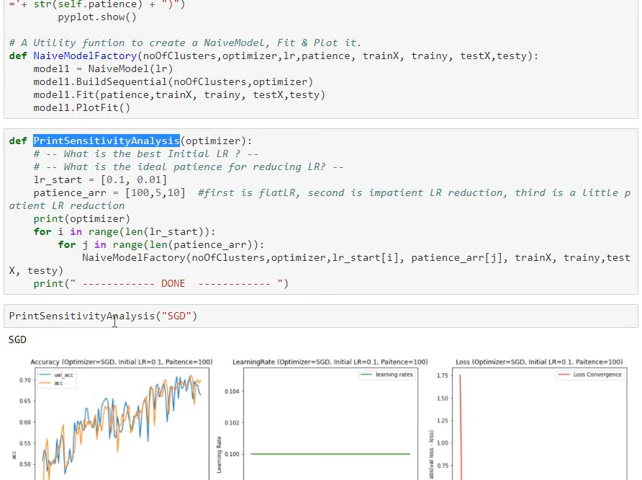 ='+ str(self.patience) + ")")
pyplot.show()
# A Utility funtion to create a NaiveModel, Fit & Plot it.
def NaiveModelFactory(noOfClusters,optimizer,lr,patience, trainX, trainy, testX,testy):
model1 = NaiveModel(lr)
model1.BuildSequential(noOfClusters,optimizer)
model1.Fit(patience,trainX, trainy, testX,testy)
model1.PlotFit()
def PrintSensitivityAnalysis(optimizer):
# -- What is the best Initial LR ? --
# -- What is the ideal patience for reducing LR? --
lr_start = [0.1, 0.01]
patience_arr = [100,5,10] #first is flatLR, second is impatient LR reduction, third is a little p
atient LR reduction
print(optimizer)
for i in range(len(lr_start)):
for j in range(len(patience_arr)):
NaiveModelFactory(noOfClusters,optimizer,lr_start[i], patience_arr[j], trainX, trainy,test
X, testy)
print(" ------------ DONE ------------ ")
PrintSensitivityAnalysis("SGD")
SGD
Accuracy (Optimizer=SGD, Initial LR=0.1, Paitence=100)
val_acc
acc
0.70
0.65
0.60
0.55
0.50
acc
LearningRate (Optimizer=SGD, Initial LR=0.1, Paitence=100)
learning rates
0.104
0.102
0.100
Learning Rate
Loss (Optimizer=SGD, Initial LR=0.1, Paitence=100)
Loss Convergence
1.75
1.50
1.25
1.00
0.75
abs(val loss - loss)